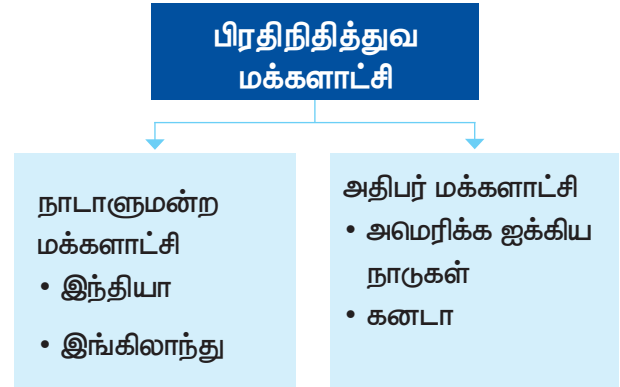 பிரதிநிதித்துவ
மக்களாட்சி
நாடாளுமன்ற
மக்களாட்சி
• இந்தியா
• இங்கிலாந்து
அதிபர் மக்களாட்சி
• அமெரிக்க ஐக்கிய
நாடுகள்
• கனடா